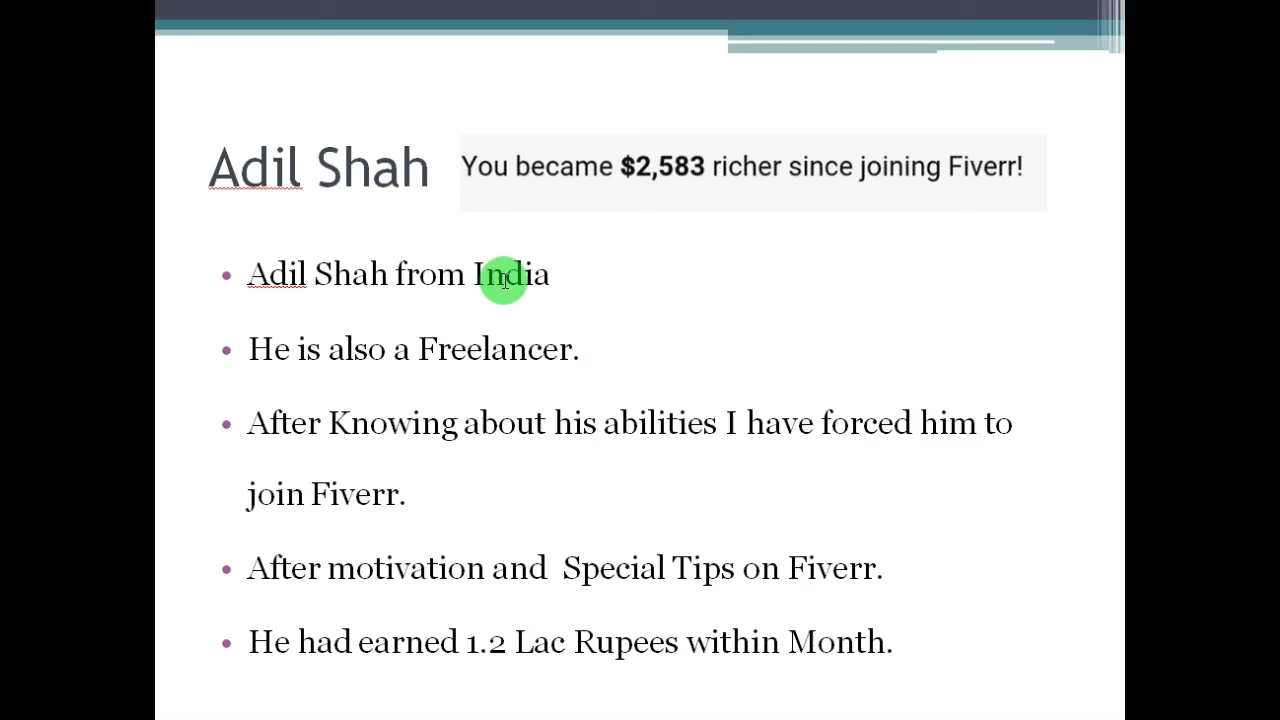 Adil Shah
You became $2,583 richer since joining Fiverr!
• Adil Shah from India
• He is also a Freelancer.
• After Knowing about his abilities I have forced him to
join Fiverr.
• After motivation and  Special Tips on Fiverr.
• He had earned 1.2 Lac Rupees within Month.